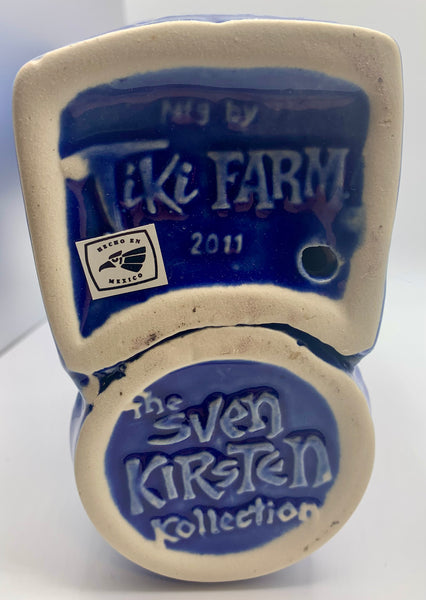 Mfg by
Tiki FARM
2011
HECHO EN
MEXICO
The
SVEN
KIRSTEN
Kollection